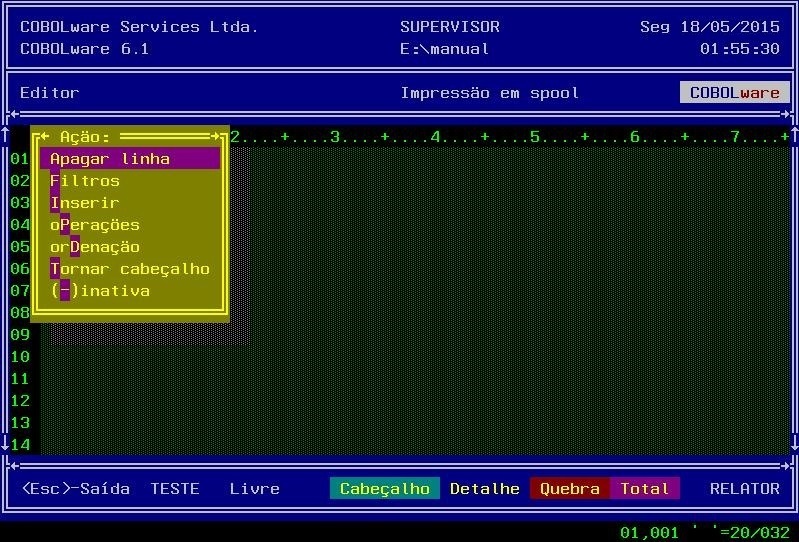 COBOLware Services Ltda. SUPERVISOR Seg 18/05/2015
COBOLware 6.1 E:\manual 01:55:30
Editor Impressäo em spool COBOLware
Açäo: 2....+....3....+....4....+....5....+....6....+....7....+
01 Apagar linha
02 Filtros
03 Inserir
04 oPerações
05 orDenaçäo
06 Tornar cabeçalho
07 (-)inativa
08
09
10
11
12
13
14
<Esc>-Saída TESTE Livre Cabeçalho Detalhe Quebra Total RELATOR
01,001 ' '=20/032